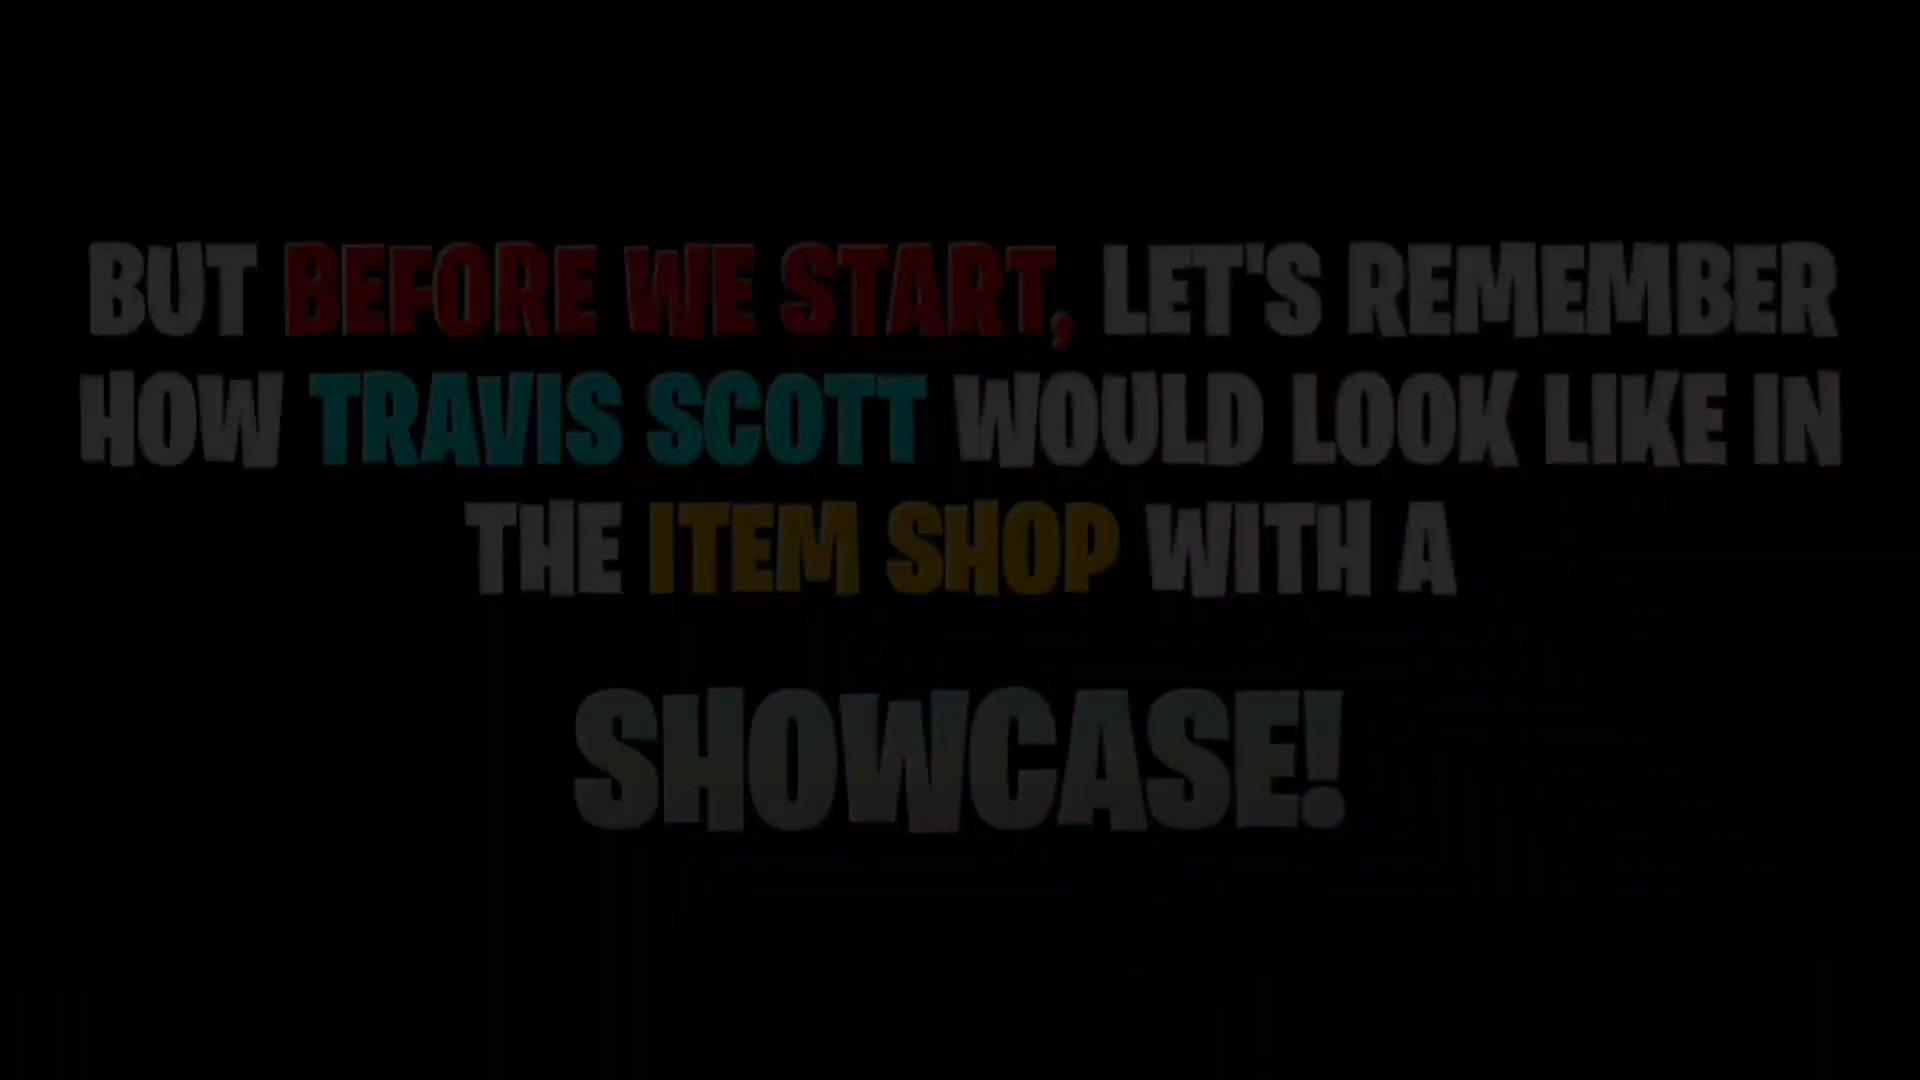 BUT BEFORE WE START, LET'S REMEMBER
HOW TRAVIS SCOTT WOULD LOOK LIKE IN
THE ITEM SHOP WITH A
SHOWCASE!